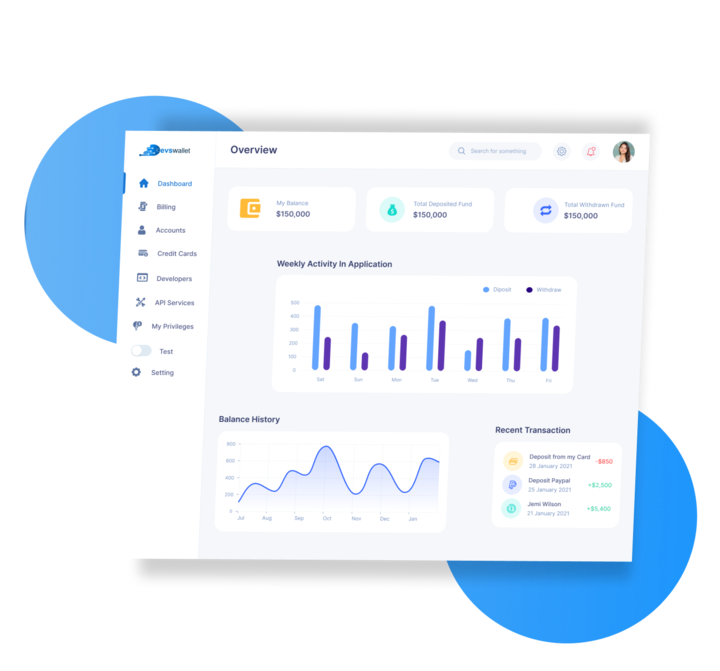 Devswallet
Overview
Search for something
Dashboard
Billing
Accounts
Credit Cards
Developers
API Services
My Privileges
Test
Setting
My Balance
$150,000
Total Deposited Fund
$150,000
Total Withdrawn Fund
$150,000
Weekly Activity In Application
Diposit
Withdraw
500
400
300
200
100
0
Sat
Sun
Mon
Tue
Wed
Thu
Fri
Balance History
800
600
400
200
0
Jul
Aug
Sep
Oct
Nov
Dec
Jan
Recent Transaction
Deposit from my Card
-$850
28 January 2021
Deposit Paypal
+$2,500
25 January 2021
Jemi Wilson
+$5,400
21 January 2021